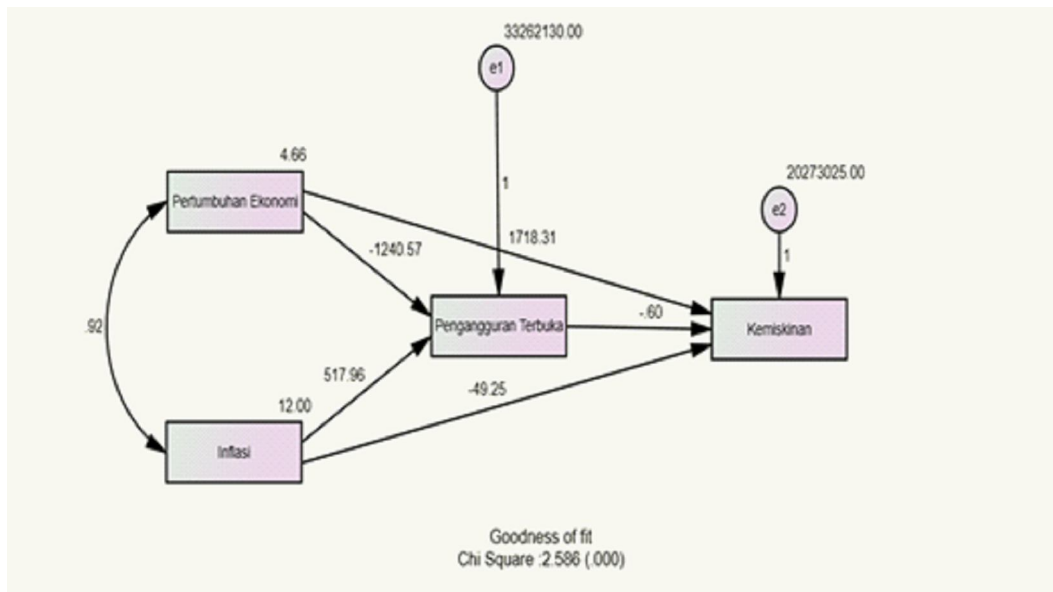 33262130.00
e1
4.66
1
20273025.00
e2
Pertumbuhan Ekonomi
1718.31
-1240.57
1
.92
Pengangguran Terbuka
-.60
Kemiskinan
517.96
-49.25
12.00
Inflasi
Goodness of fit
Chi Square :2.586 (.000)